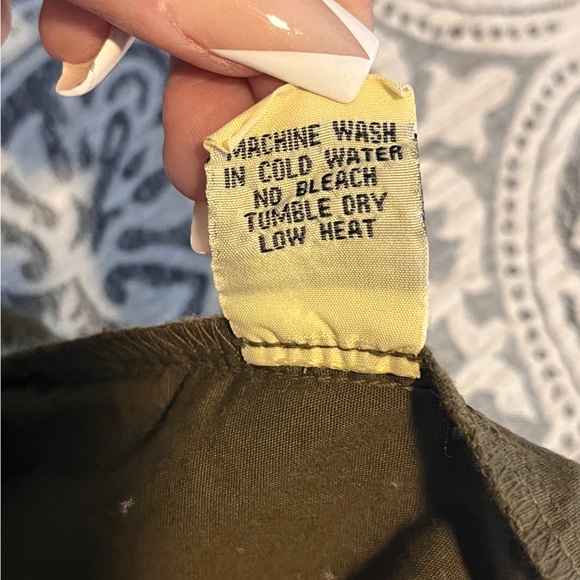 MACHINE WASH
IN COLD WATER
NO BLEACH
TUMBLE DRY
LOW HEAT